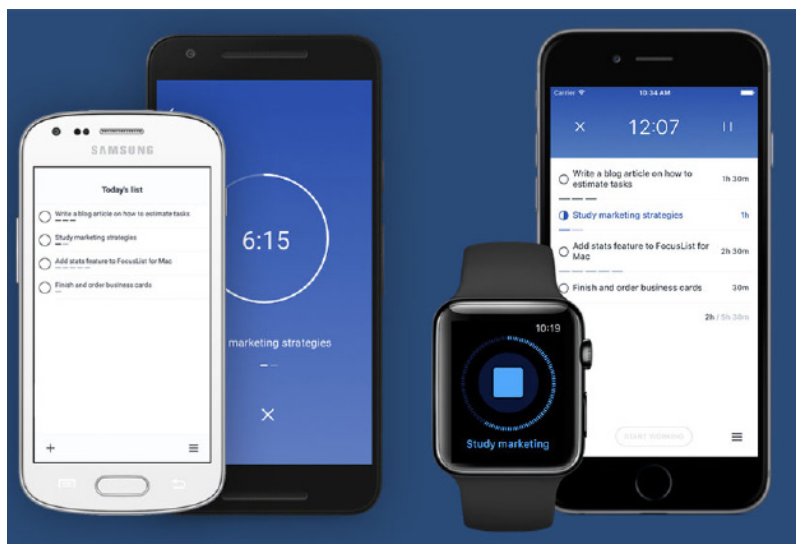 SAMSUNG
Today's list
Write a blog article on how to estimate tasks
Study marketing strategies
Add stats feature to FocusList for Mac
Finish and order business cards
+
6:15
marketing strategies
10:19
Study marketing
Carrier
10:34 AM
12:07
Write a blog article on how to
estimate tasks
1h 30m
Study marketing strategies
1h
Add stats feature to FocusList for
Mac
2h 30m
Finish and order business cards
30m
2h / 5h 30m
START WORKING